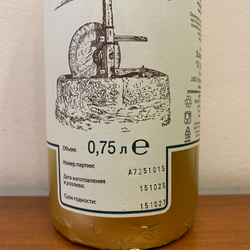 Объем: 0,75 л ℮
Номер партии: A7251015
Дата изготовления
и розлива: 151025
Срок годности: 151027